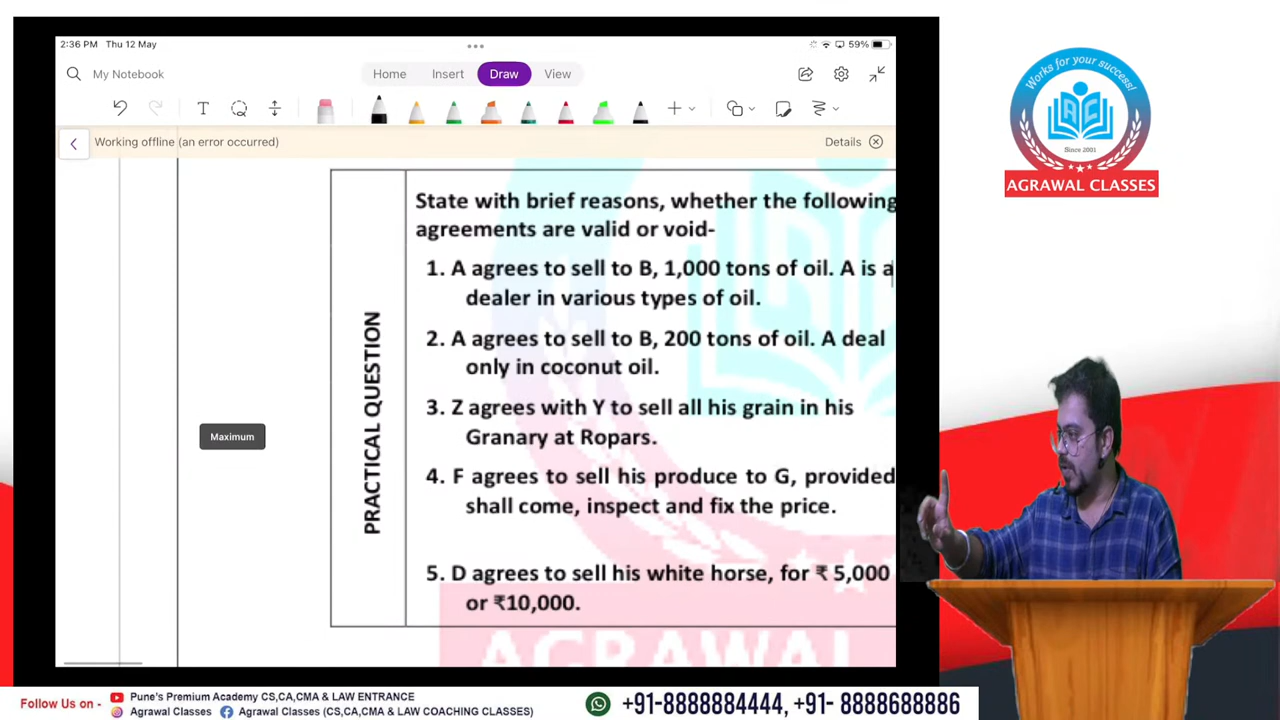 2:36 PM Thu 12 May
59%
My Notebook
Home Insert Draw View
T
Working offline (an error occurred)
Details
State with brief reasons, whether the following
agreements are valid or void-
1. A agrees to sell to B, 1,000 tons of oil. A is a
dealer in various types of oil.
2. A agrees to sell to B, 200 tons of oil. A deal
only in coconut oil.
3. Z agrees with Y to sell all his grain in his
Granary at Ropars.
4. F agrees to sell his produce to G, provided
shall come, inspect and fix the price.
5. D agrees to sell his white horse, for ₹ 5,000
or ₹10,000.
PRACTICAL QUESTION
Maximum
AGRAWAL
Works for your success!
AC
Since 2001
AGRAWAL CLASSES
Follow Us on - Pune's Premium Academy CS,CA,CMA & LAW ENTRANCE
Agrawal Classes Agrawal Classes (CS,CA,CMA & LAW COACHING CLASSES)
+91-8888884444, +91- 8888688886